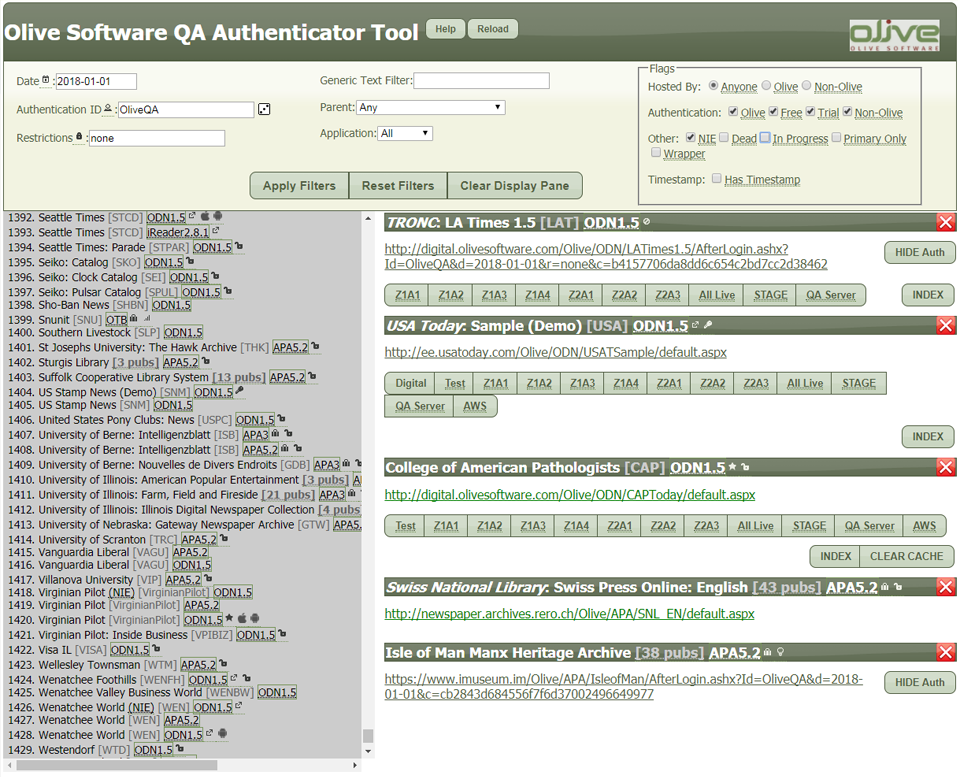 Olive Software QA Authenticator Tool Help Reload
olive
OLIVE SOFTWARE
Date : 2018-01-01
Authentication ID : OliveQA
Restrictions : none
Generic Text Filter:
Parent: Any
Application: All
Flags
Hosted By: Anyone Olive Non-Olive
Authentication: Olive Free Trial Non-Olive
Other: NIE Dead In Progress Primary Only
Wrapper
Timestamp: Has Timestamp
Apply Filters Reset Filters Clear Display Pane
1392. Seattle Times [STCD] ODN1.5
1393. Seattle Times [STCD] iReader2.8.1
1394. Seattle Times: Parade [STPAR] ODN1.5
1395. Seiko: Catalog [SKO] ODN1.5
1396. Seiko: Clock Catalog [SEI] ODN1.5
1397. Seiko: Pulsar Catalog [SPUL] ODN1.5
1398. Sho-Ban News [SHBN] ODN1.5
1399. Snunit [SNU] OTB
1400. Southern Livestock [SLP] ODN1.5
1401. St Josephs University: The Hawk Archive [THK] APA5.2
1402. Sturgis Library [3 pubs] APA5.2
1403. Suffolk Cooperative Library System [13 pubs] APA5.2
1404. US Stamp News (Demo) [SNM] ODN1.5
1405. US Stamp News [SNM] ODN1.5
1406. United States Pony Clubs: News [USPC] ODN1.5
1407. University of Berne: Intelligenzblatt [ISB] APA3
1408. University of Berne: Intelligenzblatt [ISB] APA5.2
1409. University of Berne: Nouvelles de Divers Endroits [GDB] APA3
1410. University of Illinois: American Popular Entertainment [3 pubs]
1411. University of Illinois: Farm, Field and Fireside [21 pubs] APA3
1412. University of Illinois: Illinois Digital Newspaper Collection [4 pubs
1413. University of Nebraska: Gateway Newspaper Archive [GTW] APA5.
1414. University of Scranton [TRC] APA5.2
1415. Vanguardia Liberal [VAGU] APA5.2
1416. Vanguardia Liberal [VAGU] ODN1.5
1417. Villanova University [VIP] APA5.2
1418. Virginian Pilot (NIE) [VirginianPilot] ODN1.5
1419. Virginian Pilot [VirginianPilot] APA5.2
1420. Virginian Pilot [VirginianPilot] ODN1.5
1421. Virginian Pilot: Inside Business [VPIBIZ] ODN1.5
1422. Visa IL [VISA] ODN1.5
1423. Wellesley Townsman [WTM] APA5.2
1424. Wenatchee Foothills [WENFH] ODN1.5
1425. Wenatchee Valley Business World [WENBW] ODN1.5
1426. Wenatchee World (NIE) [WEN] ODN1.5
1427. Wenatchee World [WEN] APA5.2
1428. Wenatchee World [WEN] ODN1.5
1429. Westendorf [WTD] ODN1.5
TRONC: LA Times 1.5 [LAT] ODN1.5
http://digital.olivesoftware.com/Olive/ODN/LATimes1.5/AfterLogin.ashx?
Id=OliveQA&d=2018-01-01&r=none&c=b4157706da8dd6c654c2bd7cc2d38462
HIDE Auth
Z1A1 Z1A2 Z1A3 Z1A4 Z2A1 Z2A2 Z2A3 All Live STAGE QA Server INDEX
USA Today: Sample (Demo) [USA] ODN1.5
http://ee.usatoday.com/Olive/ODN/USATSample/default.aspx
Digital Test Z1A1 Z1A2 Z1A3 Z1A4 Z2A1 Z2A2 Z2A3 All Live STAGE
QA Server AWS
INDEX
College of American Pathologists [CAP] ODN1.5
http://digital.olivesoftware.com/Olive/ODN/CAPToday/default.aspx
Test Z1A1 Z1A2 Z1A3 Z1A4 Z2A1 Z2A2 Z2A3 All Live STAGE QA Server AWS
INDEX CLEAR CACHE
Swiss National Library: Swiss Press Online: English [43 pubs] APA5.2
http://newspaper.archives.rero.ch/Olive/APA/SNL_EN/default.aspx
Isle of Man Manx Heritage Archive [38 pubs] APA5.2
https://www.imuseum.im/Olive/APA/IsleofMan/AfterLogin.ashx?Id=OliveQA&d=2018-
01-01&c=cb2843d684556f7f6d37002496649977
HIDE Auth